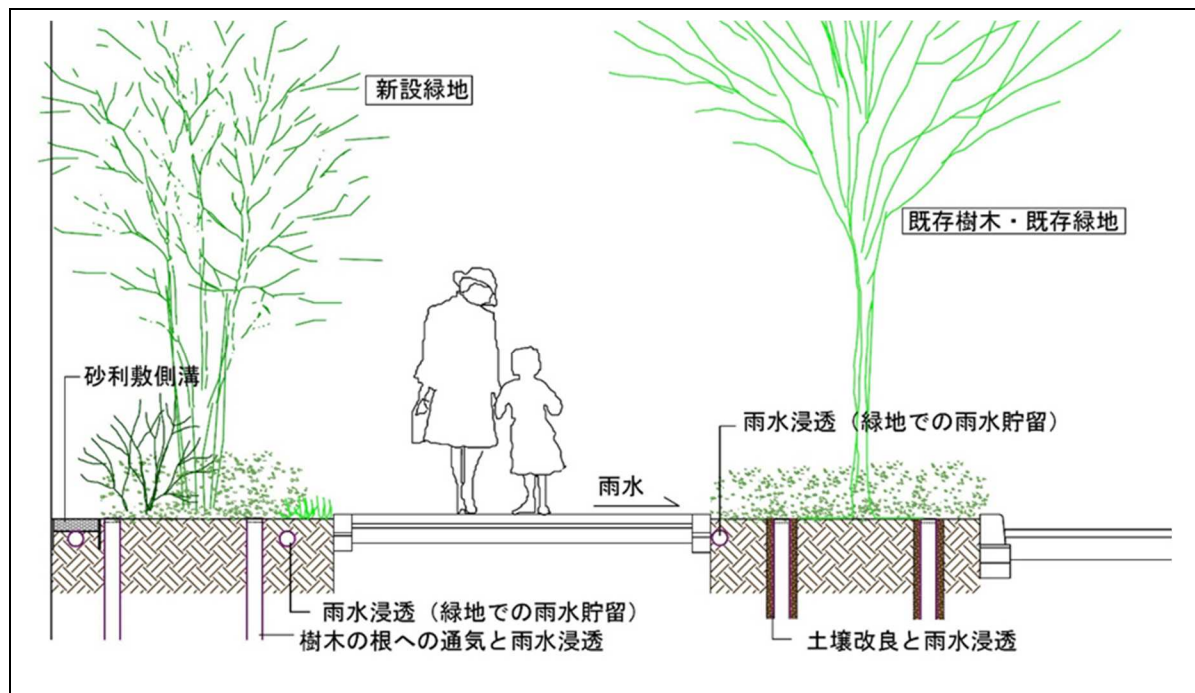 新設緑地
既存樹木・既存緑地
砂利敷側溝
雨水浸透（緑地での雨水貯留）
雨水
雨水浸透（緑地での雨水貯留）
樹木の根への通気と雨水浸透
土壌改良と雨水浸透